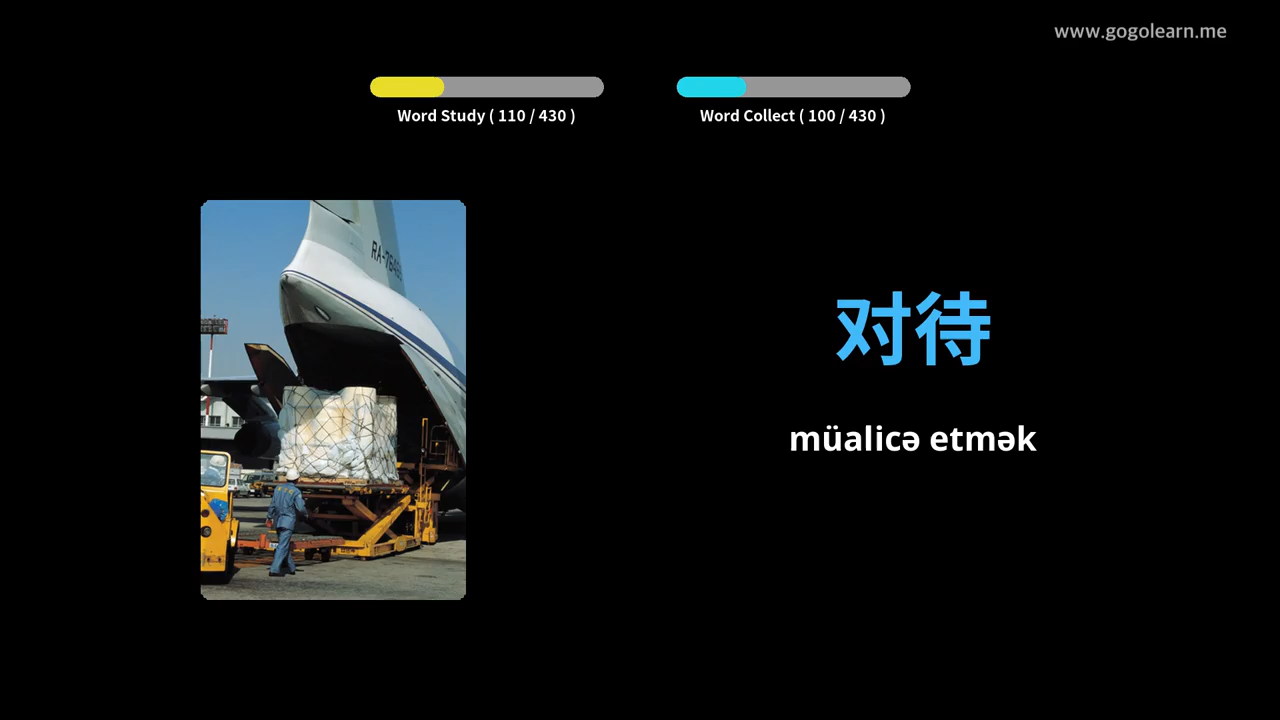 www.gogolearn.me
Word Study ( 110 / 430 )
Word Collect ( 100 / 430 )
对待
müalicə etmək